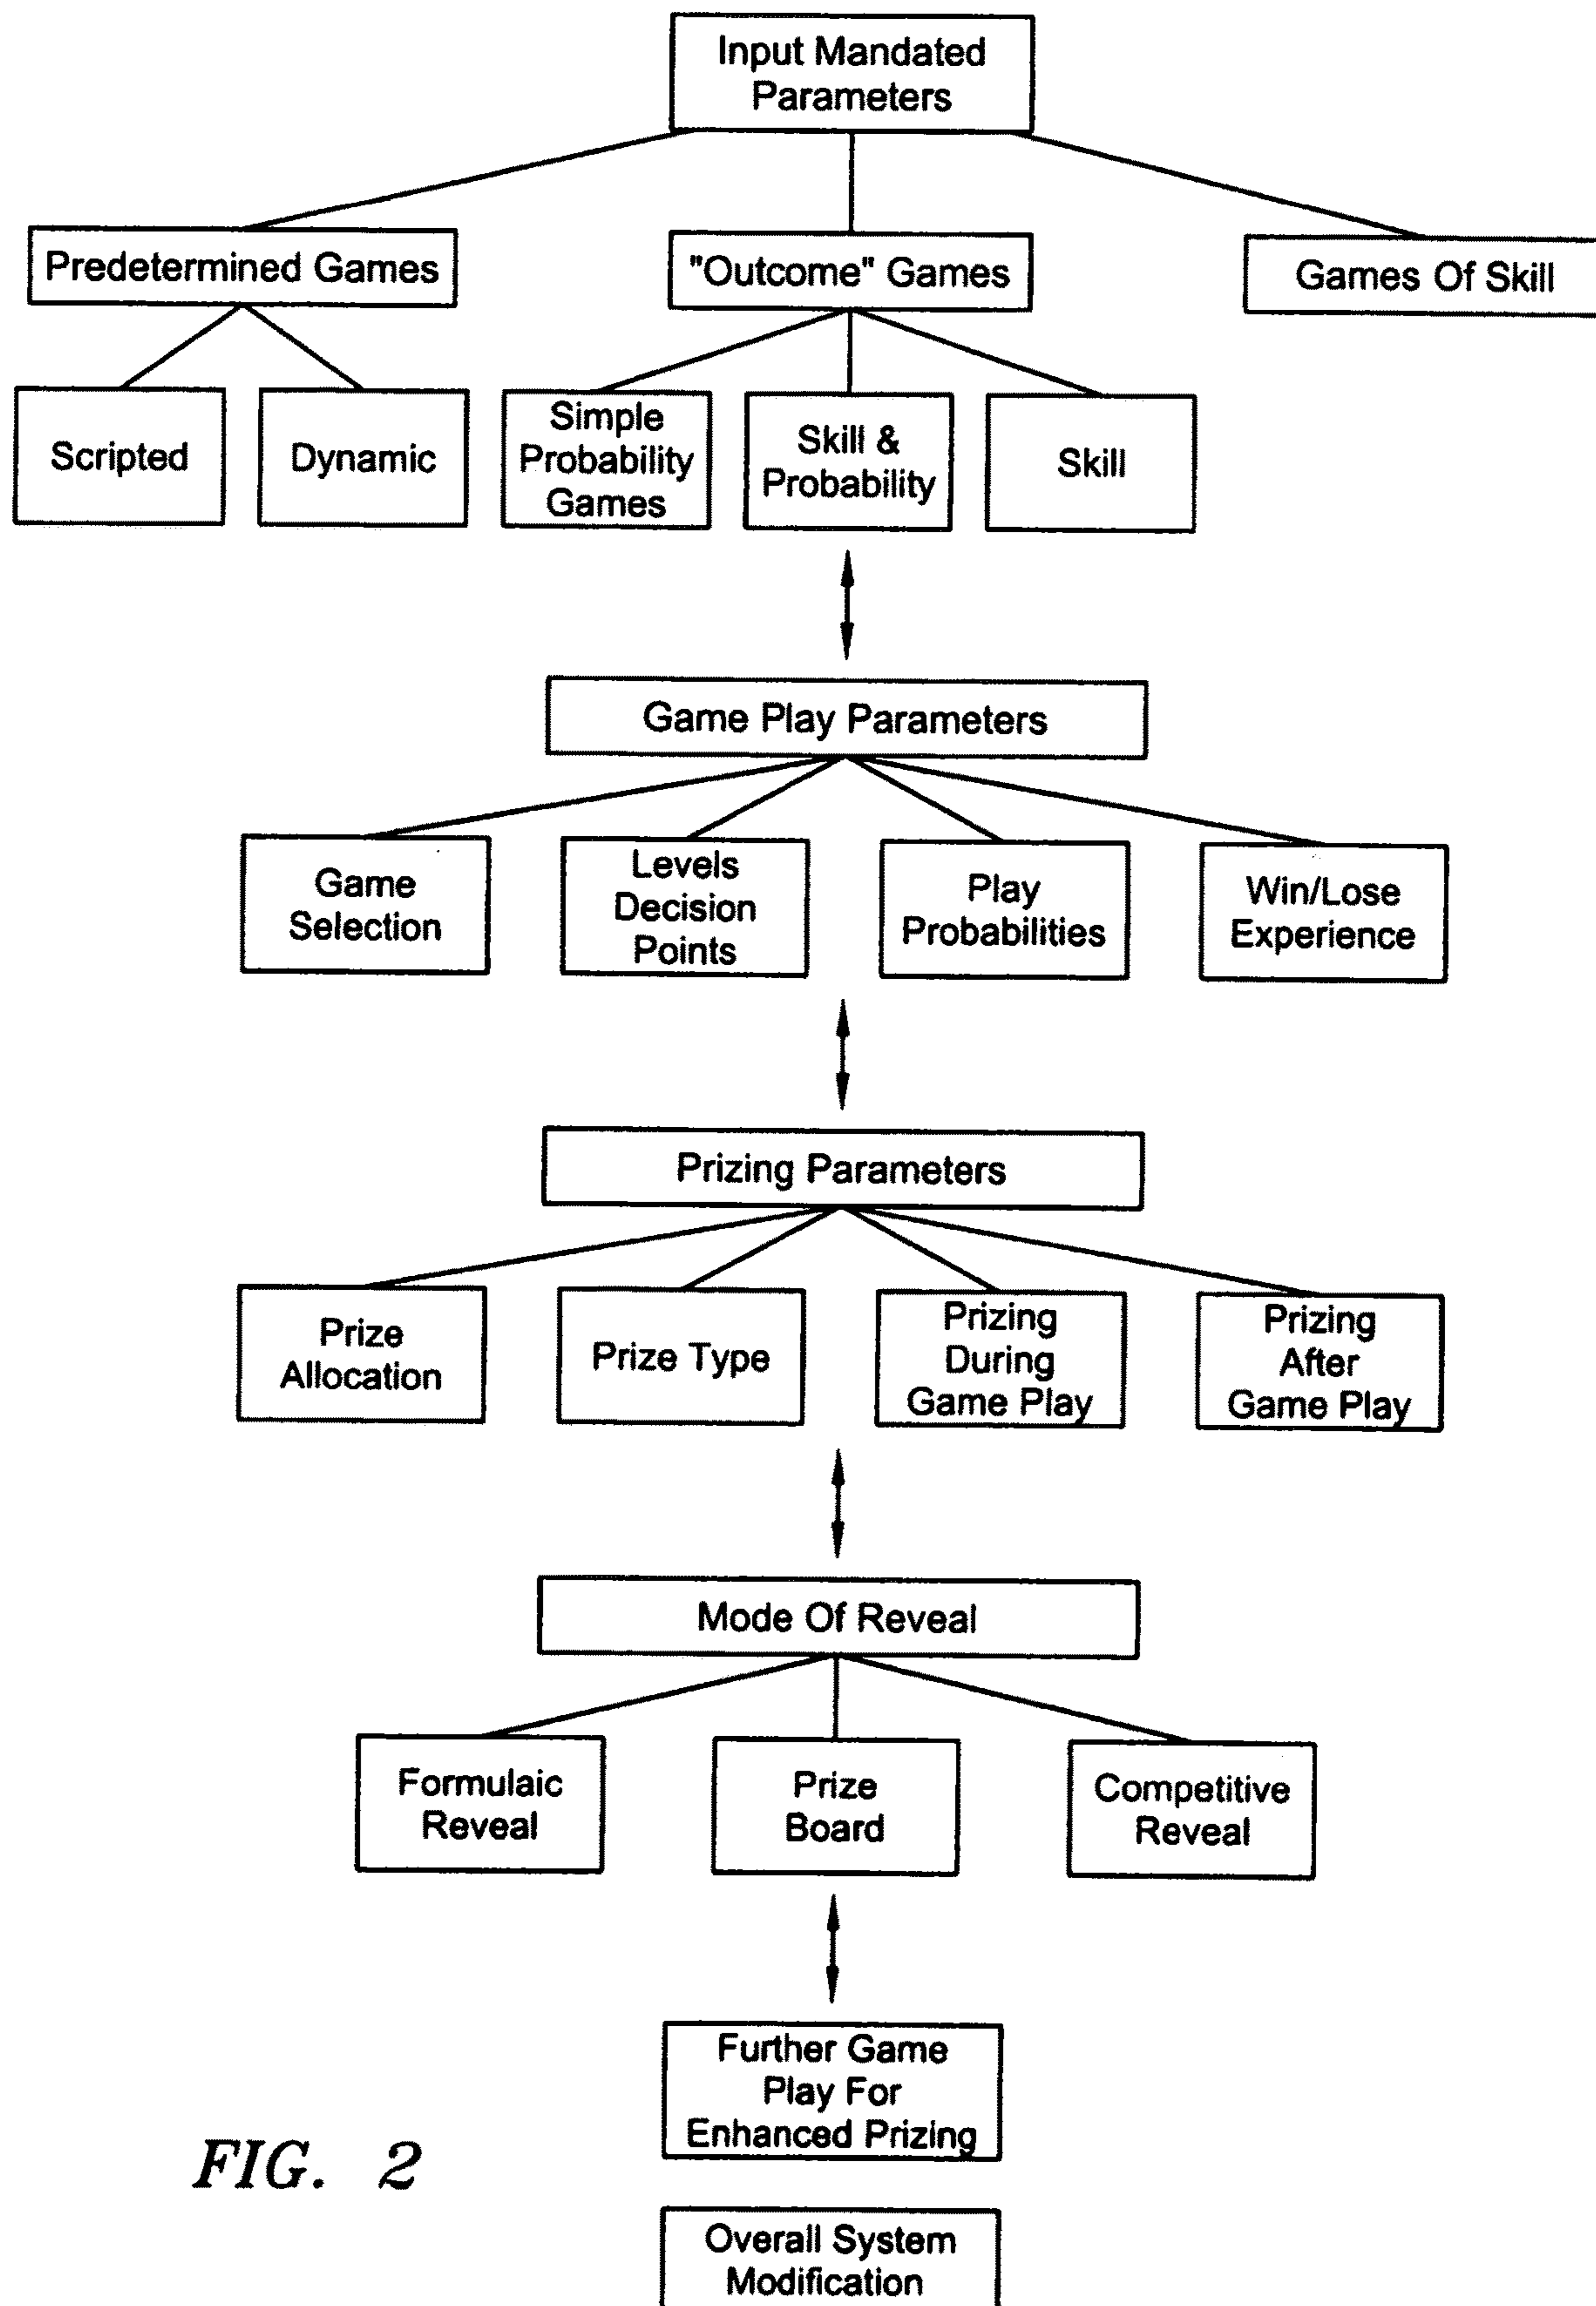 Input Mandated
Parameters
Predetermined Games
"Outcome" Games
Games Of Skill
Scripted
Dynamic
Simple
Probability
Games
Skill &
Probability
Skill
Game Play Parameters
Game
Selection
Levels
Decision
Points
Play
Probabilities
Win/Lose
Experience
Prizing Parameters
Prize
Allocation
Prize Type
Prizing
During
Game Play
Prizing
After
Game Play
Mode Of Reveal
Formulaic
Reveal
Prize
Board
Competitive
Reveal
Further Game
Play For
Enhanced Prizing
FIG. 2
Overall System
Modification